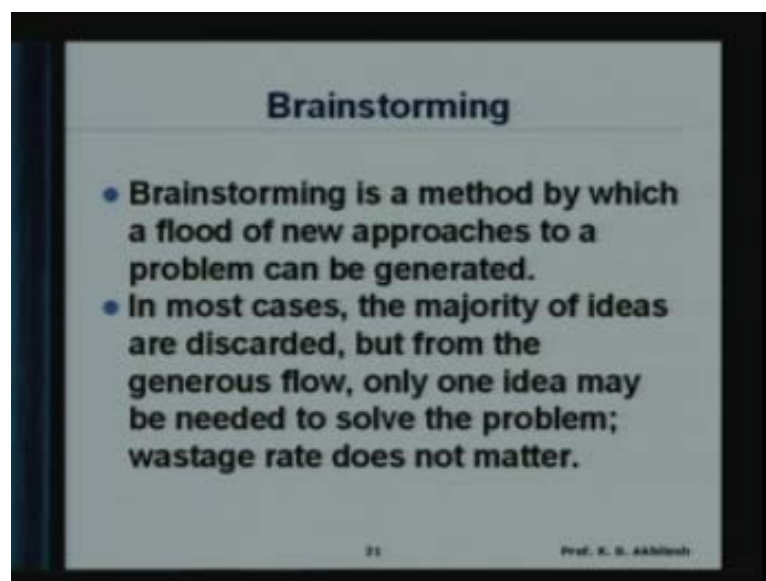 Brainstorming
Brainstorming is a method by which
a flood of new approaches to a
problem can be generated.
In most cases, the majority of ideas
are discarded, but from the
generous flow, only one idea may
be needed to solve the problem;
wastage rate does not matter.
Prof.